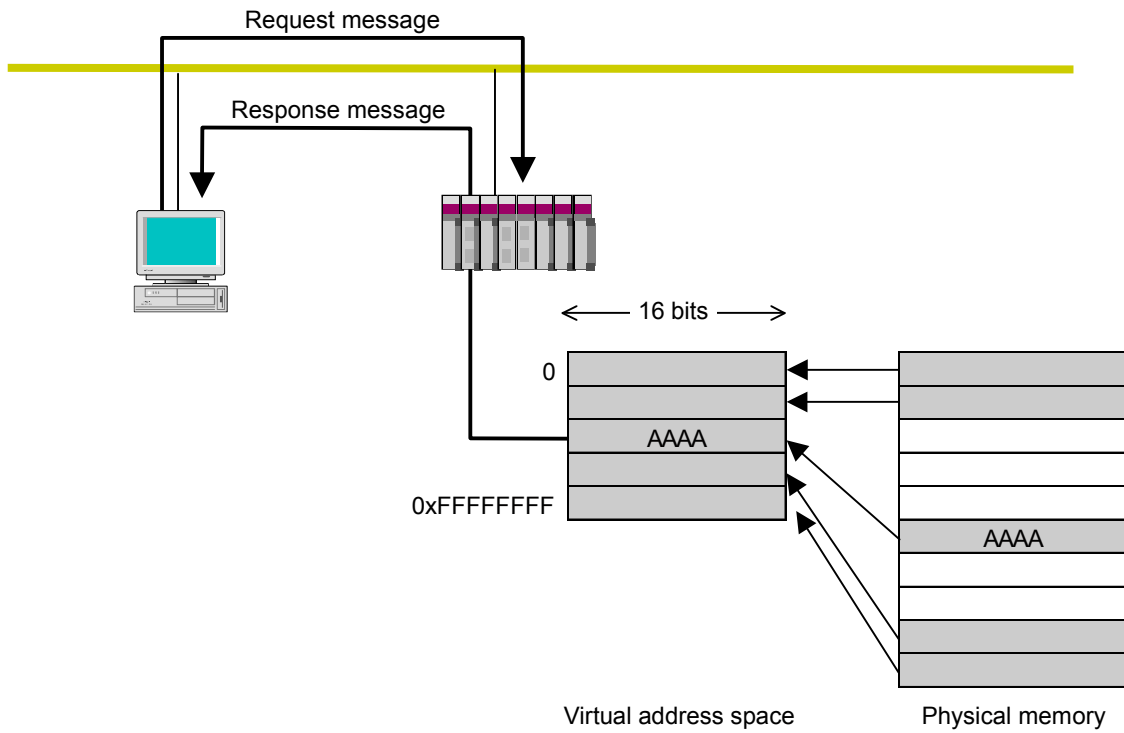 Request message
Response message
16 bits
0
AAAA
0xFFFFFFFF
AAAA
Virtual address space
Physical memory